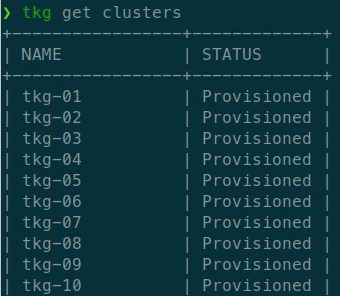 ❯ tkg get clusters
+-----------------+-------------+
| NAME            | STATUS      |
+-----------------+-------------+
| tkg-01          | Provisioned |
| tkg-02          | Provisioned |
| tkg-03          | Provisioned |
| tkg-04          | Provisioned |
| tkg-05          | Provisioned |
| tkg-06          | Provisioned |
| tkg-07          | Provisioned |
| tkg-08          | Provisioned |
| tkg-09          | Provisioned |
| tkg-10          | Provisioned |